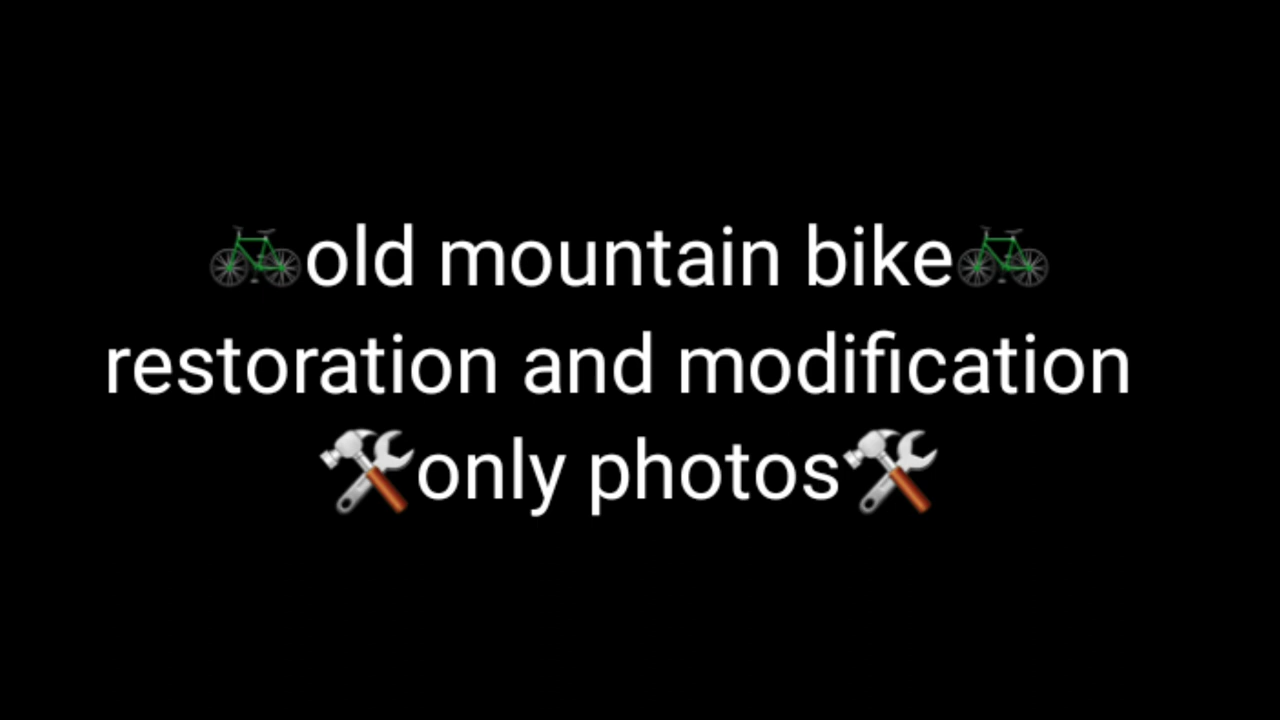 🚲old mountain bike🚲
restoration and modification
🛠️only photos🛠️